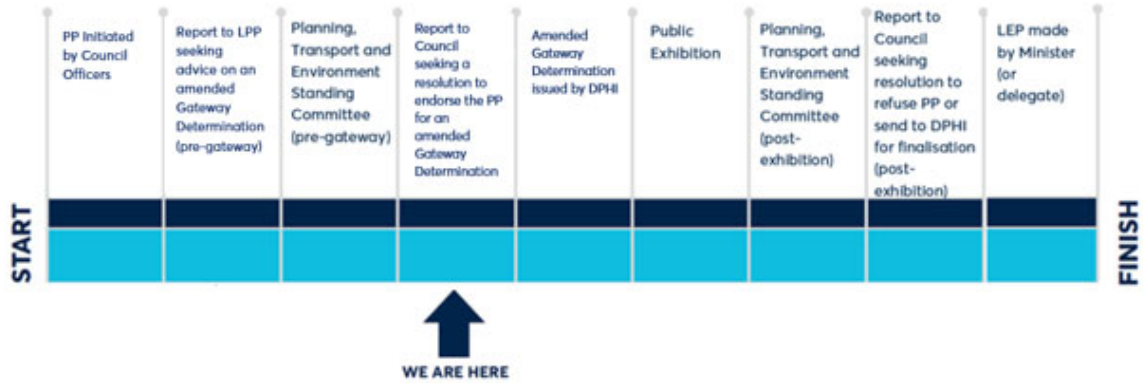 PP Initiated
by Council
Officers
Report to LPP
seeking
advice on an
amended
Gateway
Determination
(pre-gateway)
Planning,
Transport and
Environment
Standing
Committee
(pre-gateway)
Report to
Council
seeking a
resolution to
endorse the PP
for an
amended
Gateway
Determination
Amended
Gateway
Determination
issued by DPHI
Public
Exhibition
Planning,
Transport and
Environment
Standing
Committee
(post-
exhibition)
Report to
Council
seeking
resolution to
refuse PP or
send to DPHI
for finalisation
(post-
exhibition)
LEP made
by Minister
(or
delegate)
START
FINISH
WE ARE HERE